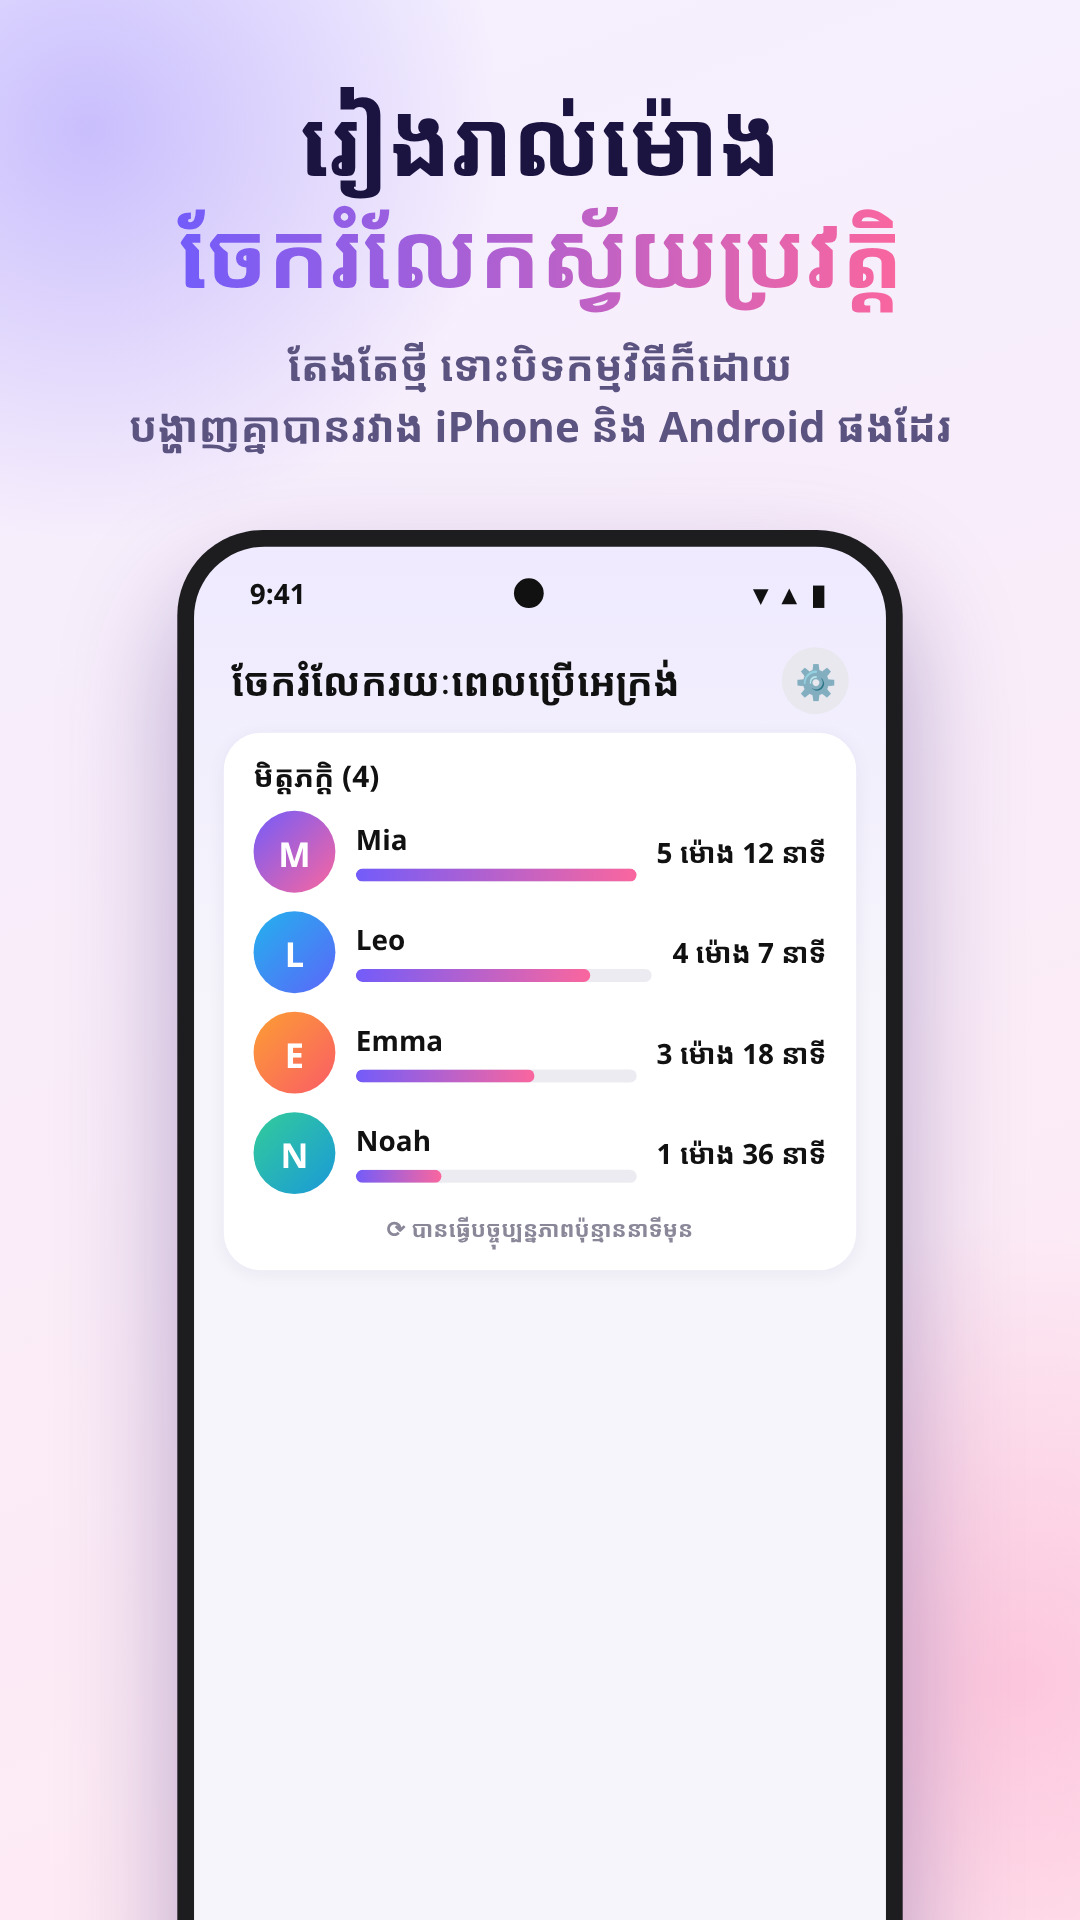 រៀងរាល់ម៉ោង
ចែករំលែកស្វ័យប្រវត្តិ
តែងតែថ្មី ទោះបិទកម្មវិធីក៏ដោយ
បង្ហាញគ្នាបានរវាង iPhone និង Android ផងដែរ
9:41
ចែករំលែករយៈពេលប្រើអេក្រង់
មិត្តភក្តិ (4)
M
Mia
5 ម៉ោង 12 នាទី
L
Leo
4 ម៉ោង 7 នាទី
E
Emma
3 ម៉ោង 18 នាទី
N
Noah
1 ម៉ោង 36 នាទី
⟳ បានធ្វើបច្ចុប្បន្នភាពប៉ុន្មាននាទីមុន